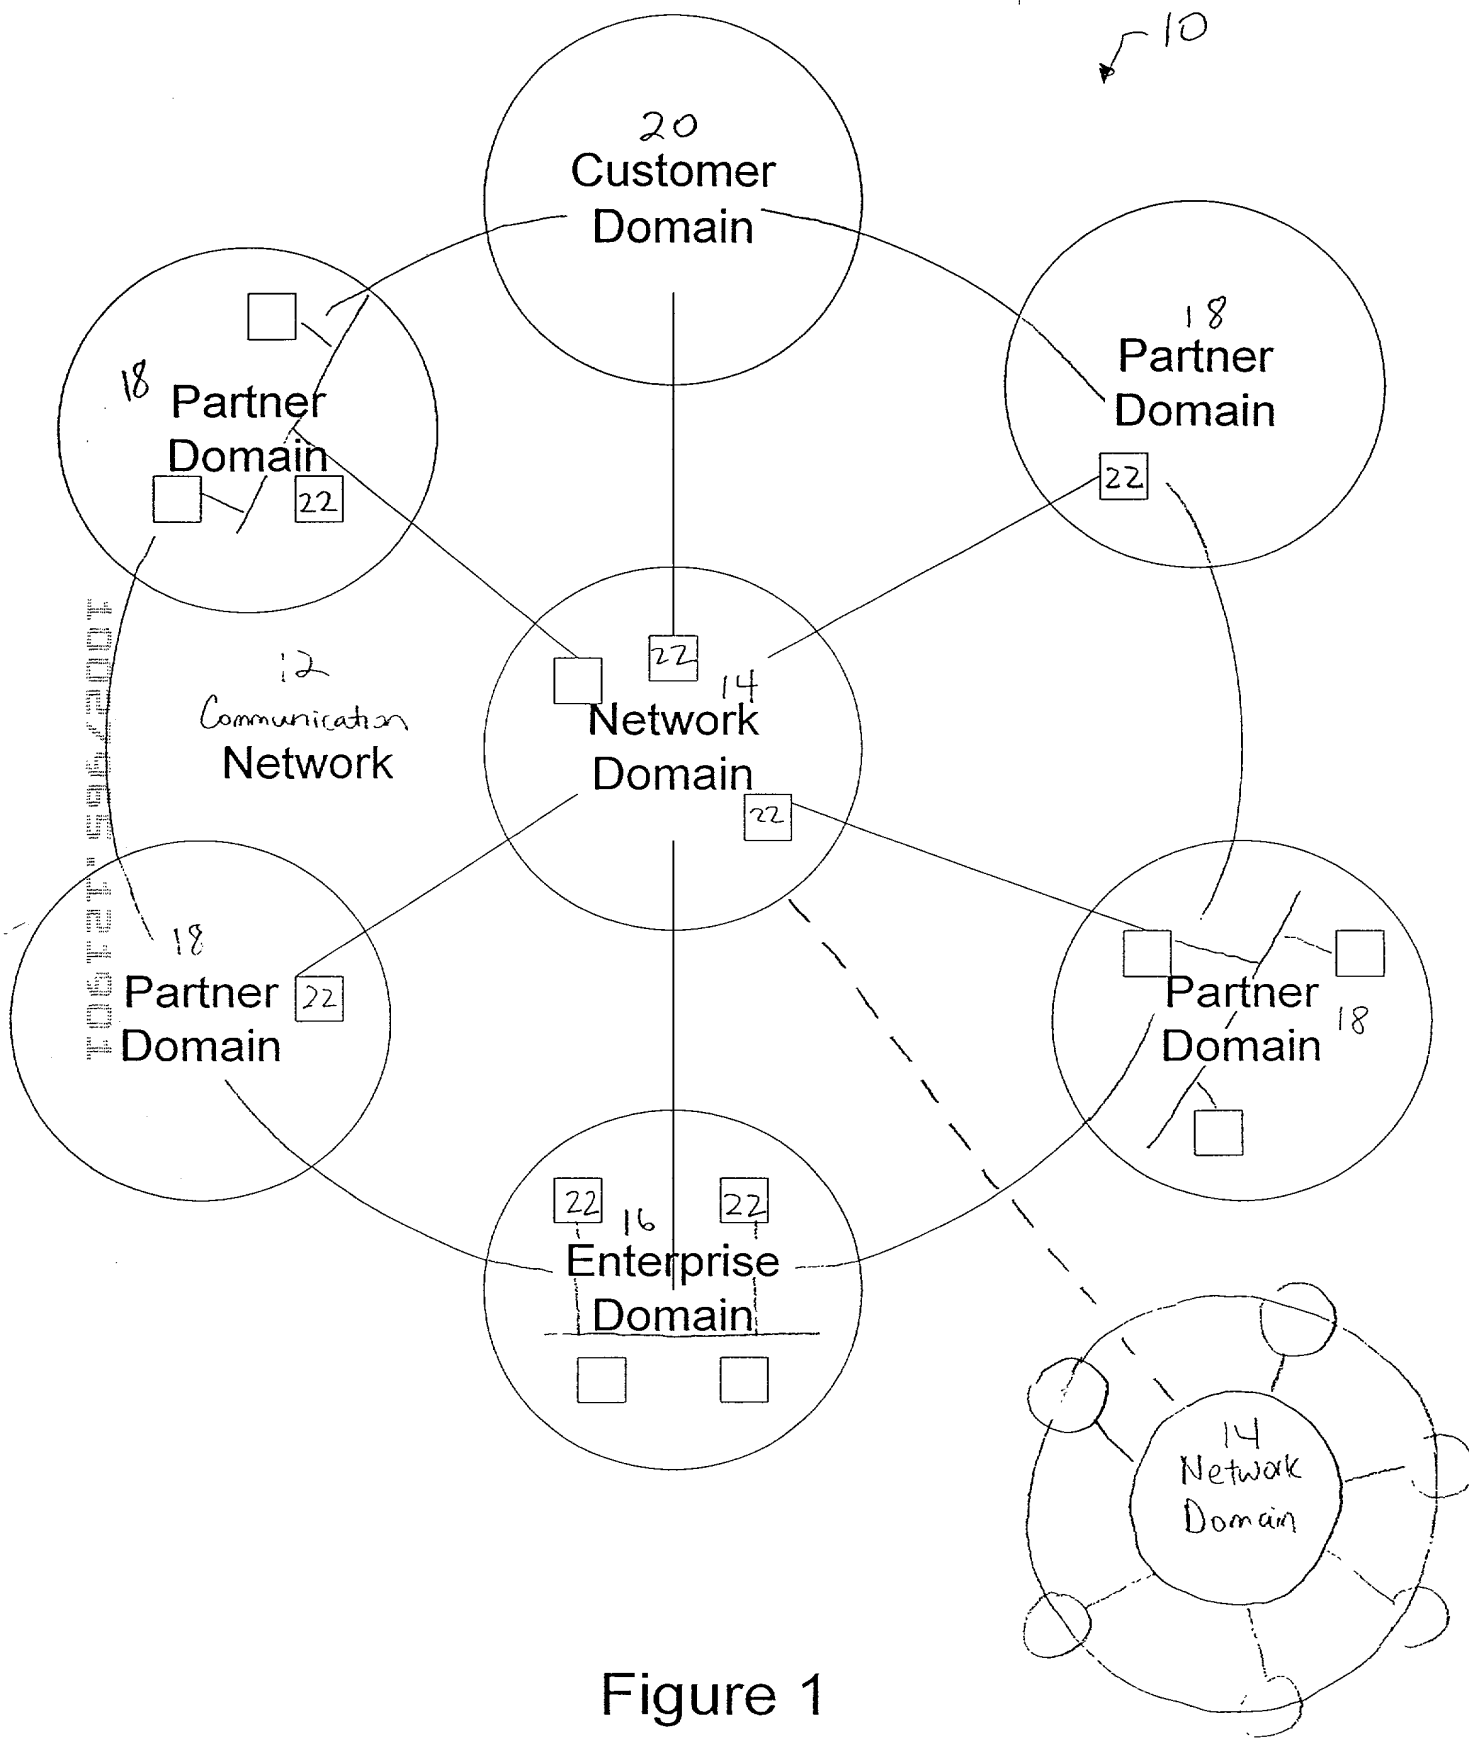 10
20
Customer
Domain
18
Partner
Domain
22
18
Partner
Domain
22
12
Communication
Network
22
14
Network
Domain
22
18
Partner
Domain
22
Partner
Domain
18
22
22
16
Enterprise
Domain
14
Network
Domain
Figure 1